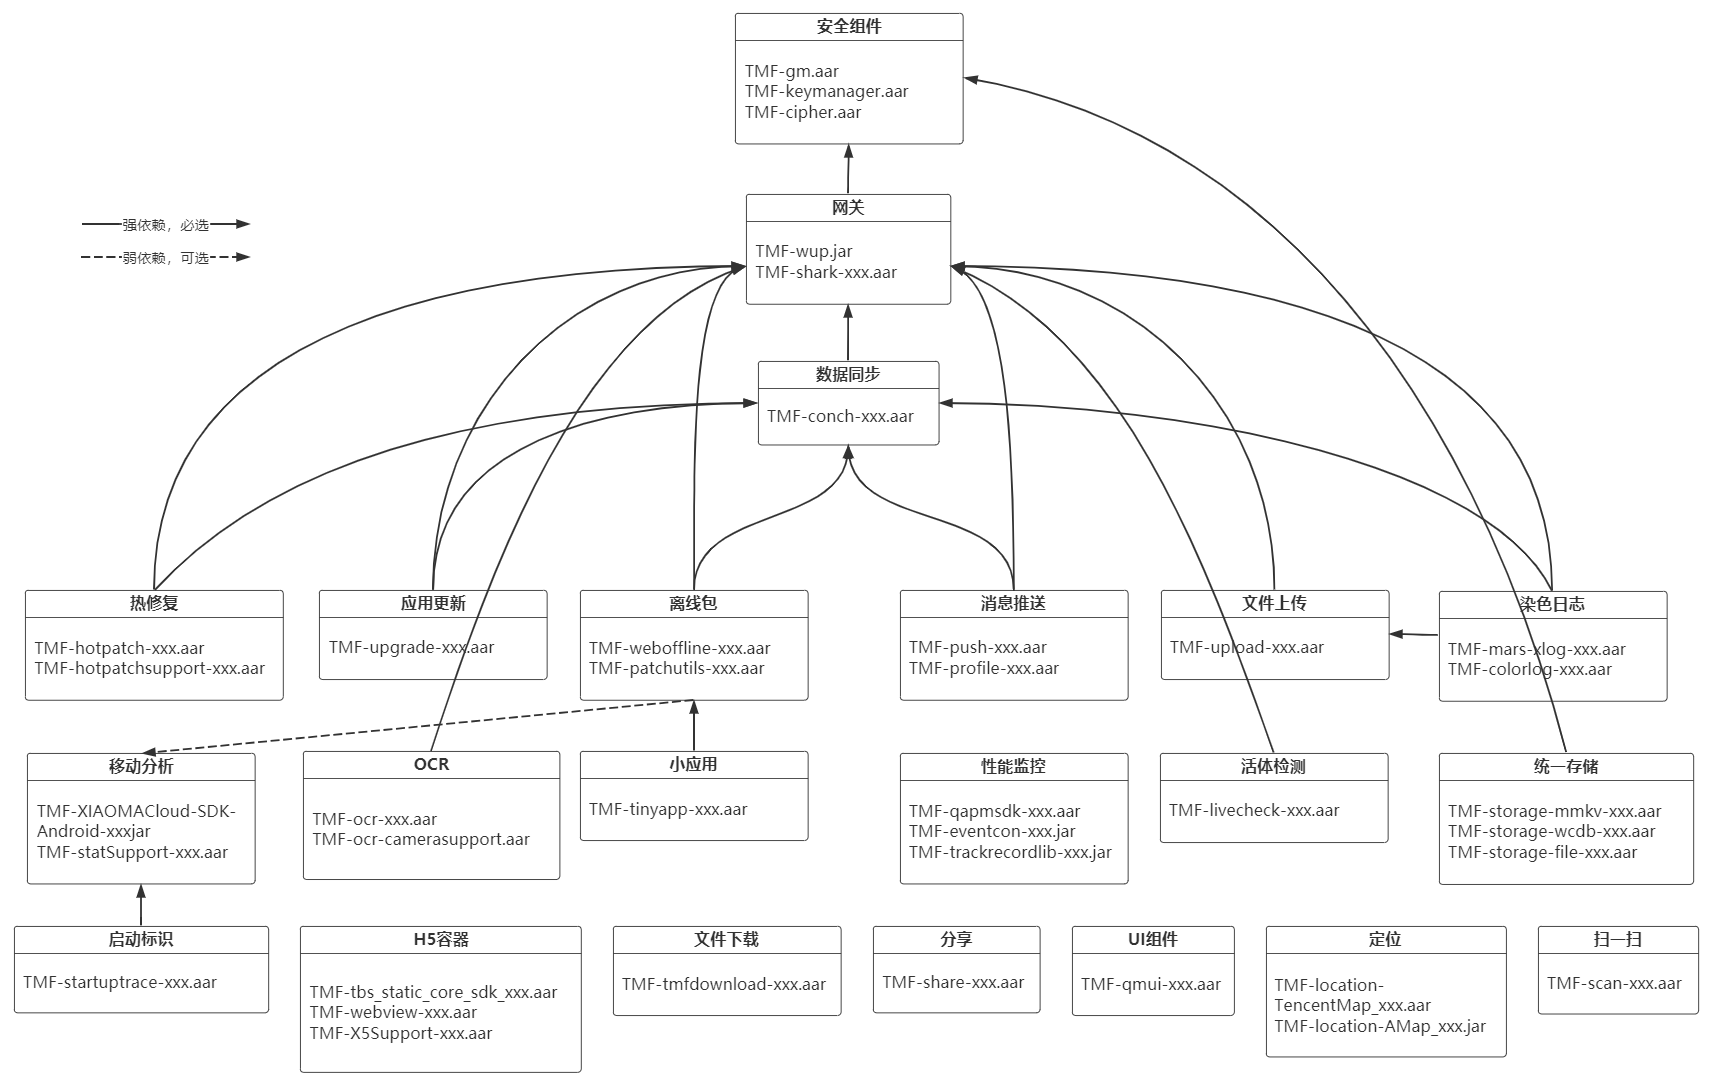 安全组件
TMF-gm.aar
TMF-keymanager.aar
TMF-cipher.aar
强依赖，必选
弱依赖，可选
网关
TMF-wup.jar
TMF-shark-xxx.aar
数据同步
TMF-conch-xxx.aar
热修复
TMF-hotpatch-xxx.aar
TMF-hotpatchsupport-xxx.aar
应用更新
TMF-upgrade-xxx.aar
离线包
TMF-weboffline-xxx.aar
TMF-patchutils-xxx.aar
消息推送
TMF-push-xxx.aar
TMF-profile-xxx.aar
文件上传
TMF-upload-xxx.aar
染色日志
TMF-mars-xlog-xxx.aar
TMF-colorlog-xxx.aar
移动分析
TMF-XIAOMACloud-SDK-
Android-xxxjar
TMF-statSupport-xxx.aar
OCR
TMF-ocr-xxx.aar
TMF-ocr-camerasupport.aar
小应用
TMF-tinyapp-xxx.aar
性能监控
TMF-qapmsdk-xxx.aar
TMF-eventcon-xxx.jar
TMF-trackrecordlib-xxx.jar
活体检测
TMF-livecheck-xxx.aar
统一存储
TMF-storage-mmkv-xxx.aar
TMF-storage-wcdb-xxx.aar
TMF-storage-file-xxx.aar
启动标识
TMF-startuptrace-xxx.aar
H5容器
TMF-tbs_static_core_sdk_xxx.aar
TMF-webview-xxx.aar
TMF-X5Support-xxx.aar
文件下载
TMF-tmfdownload-xxx.aar
分享
TMF-share-xxx.aar
UI组件
TMF-qmui-xxx.aar
定位
TMF-location-
TencentMap_xxx.aar
TMF-location-AMap_xxx.jar
扫一扫
TMF-scan-xxx.aar